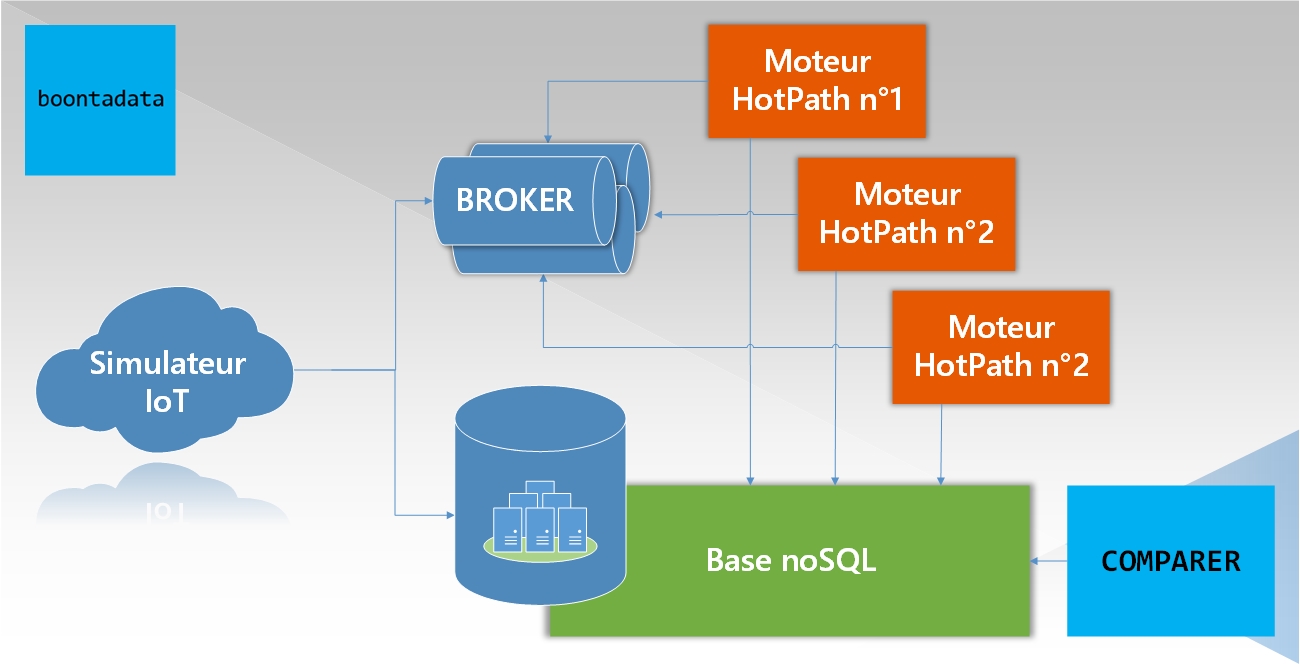 boontadata
Moteur
HotPath n°1
BROKER
Moteur
HotPath n°2
Moteur
HotPath n°2
Simulateur
IoT
Base noSQL
COMPARER